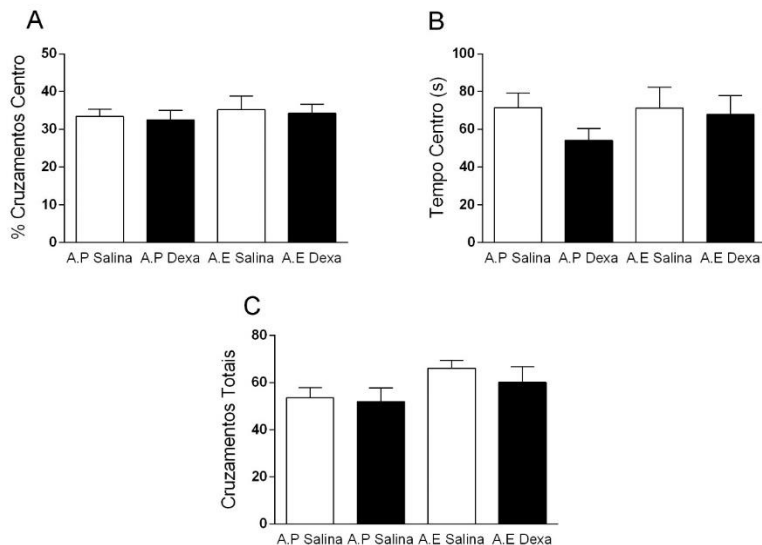 A
% Cruzamentos Centro
50
40
30
20
10
0
A.P Salina A.P Dexa A.E Salina A.E Dexa
B
Tempo Centro (s)
100
80
60
40
20
0
A.P Salina A.P Dexa A.E Salina A.E Dexa
C
Cruzamentos Totais
80
60
40
20
0
A.P Salina A.P Salina A.E Salina A.E Dexa